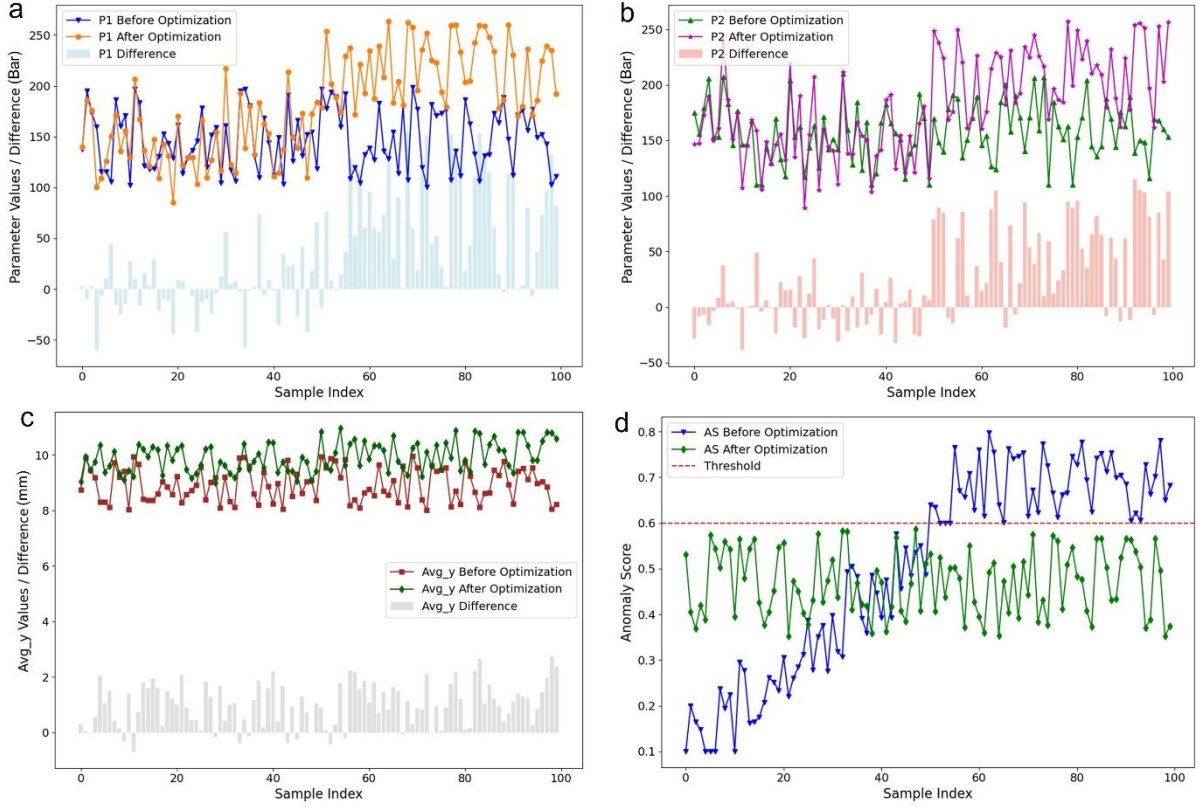 a
P1 Before Optimization
P1 After Optimization
P1 Difference
Parameter Values / Difference (Bar)
250
200
150
100
50
0
−50
0 20 40 60 80 100
Sample Index
b
P2 Before Optimization
P2 After Optimization
P2 Difference
Parameter Values / Difference (Bar)
250
200
150
100
50
0
−50
0 20 40 60 80 100
Sample Index
c
Avg_y Before Optimization
Avg_y After Optimization
Avg_y Difference
Avg_y Values / Difference (mm)
10
8
6
4
2
0
0 20 40 60 80 100
Sample Index
d
AS Before Optimization
AS After Optimization
Threshold
Anomaly Score
0.8
0.7
0.6
0.5
0.4
0.3
0.2
0.1
0 20 40 60 80 100
Sample Index